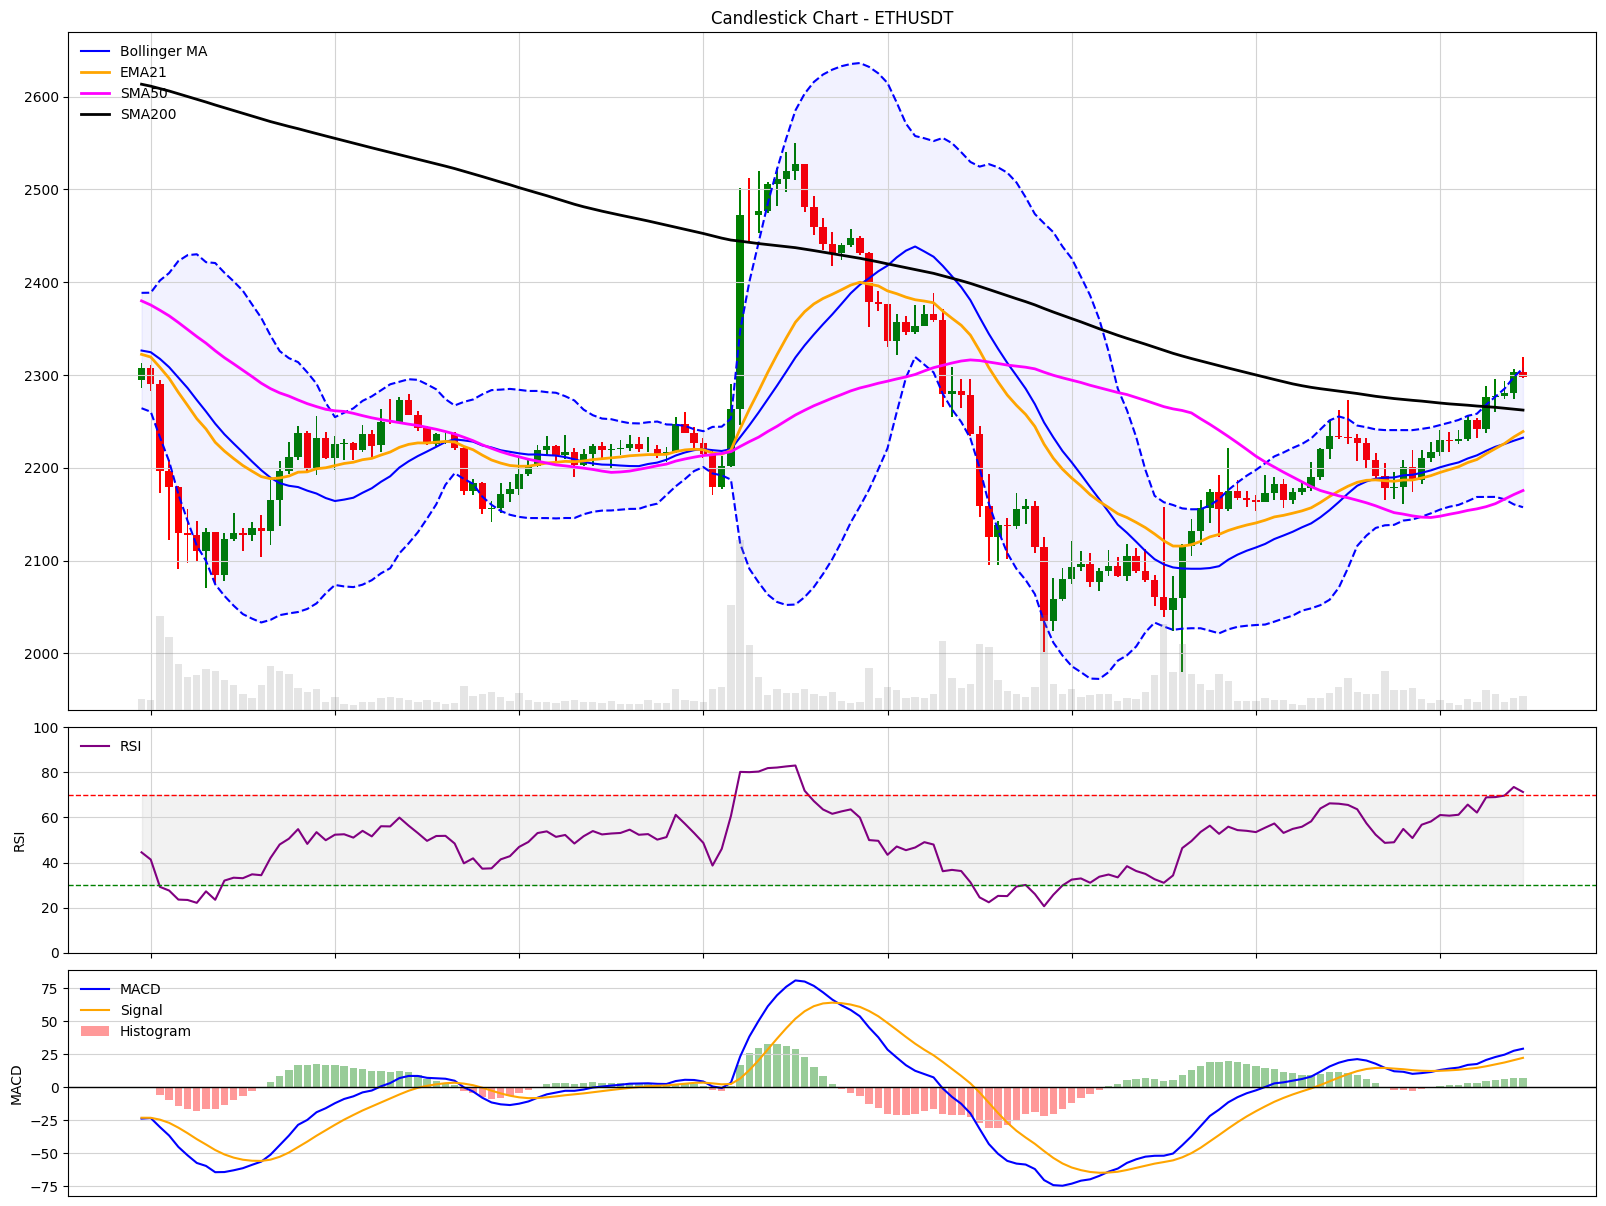 Candlestick Chart - ETHUSDT
Bollinger MA
EMA21
SMA50
SMA200
2600
2500
2400
2300
2200
2100
2000
RSI
100
80
60
40
20
0
RSI
MACD
Signal
Histogram
75
50
25
0
−25
−50
−75
MACD